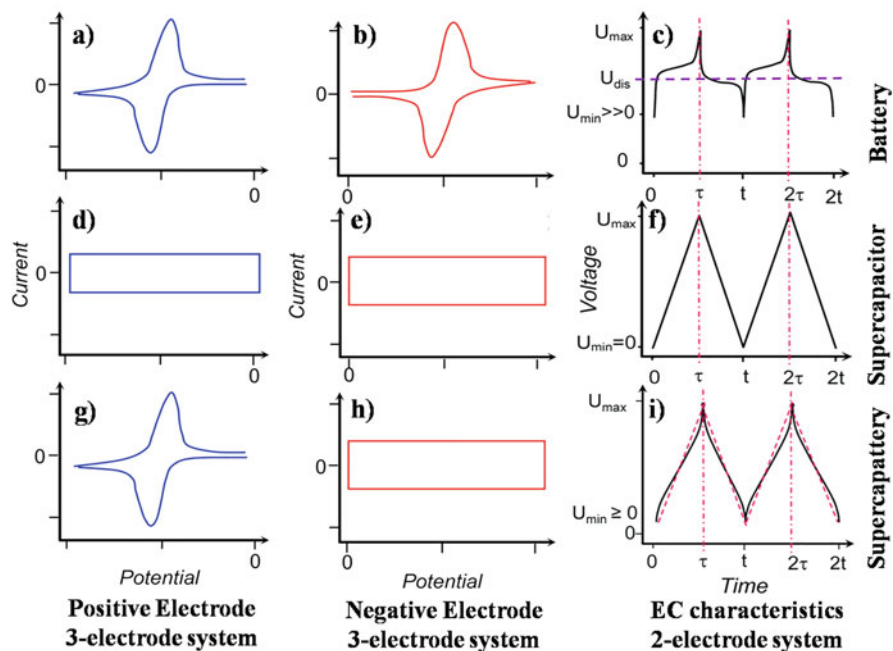 a)
0
0
b)
0
0
c)
Umax
Udis
Umin>>0
0
0 τ t 2τ 2t
Battery
d)
Current
0
e)
Current
0
f)
Umax
Voltage
Umin=0
0 τ t 2τ 2t
Supercapacitor
g)
0
0
Potential
h)
0
0
Potential
i)
Umax
Umin ≥ 0
0
0 τ t 2τ 2t
Time
Supercapattery
Positive Electrode
3-electrode system
Negative Electrode
3-electrode system
EC characteristics
2-electrode system